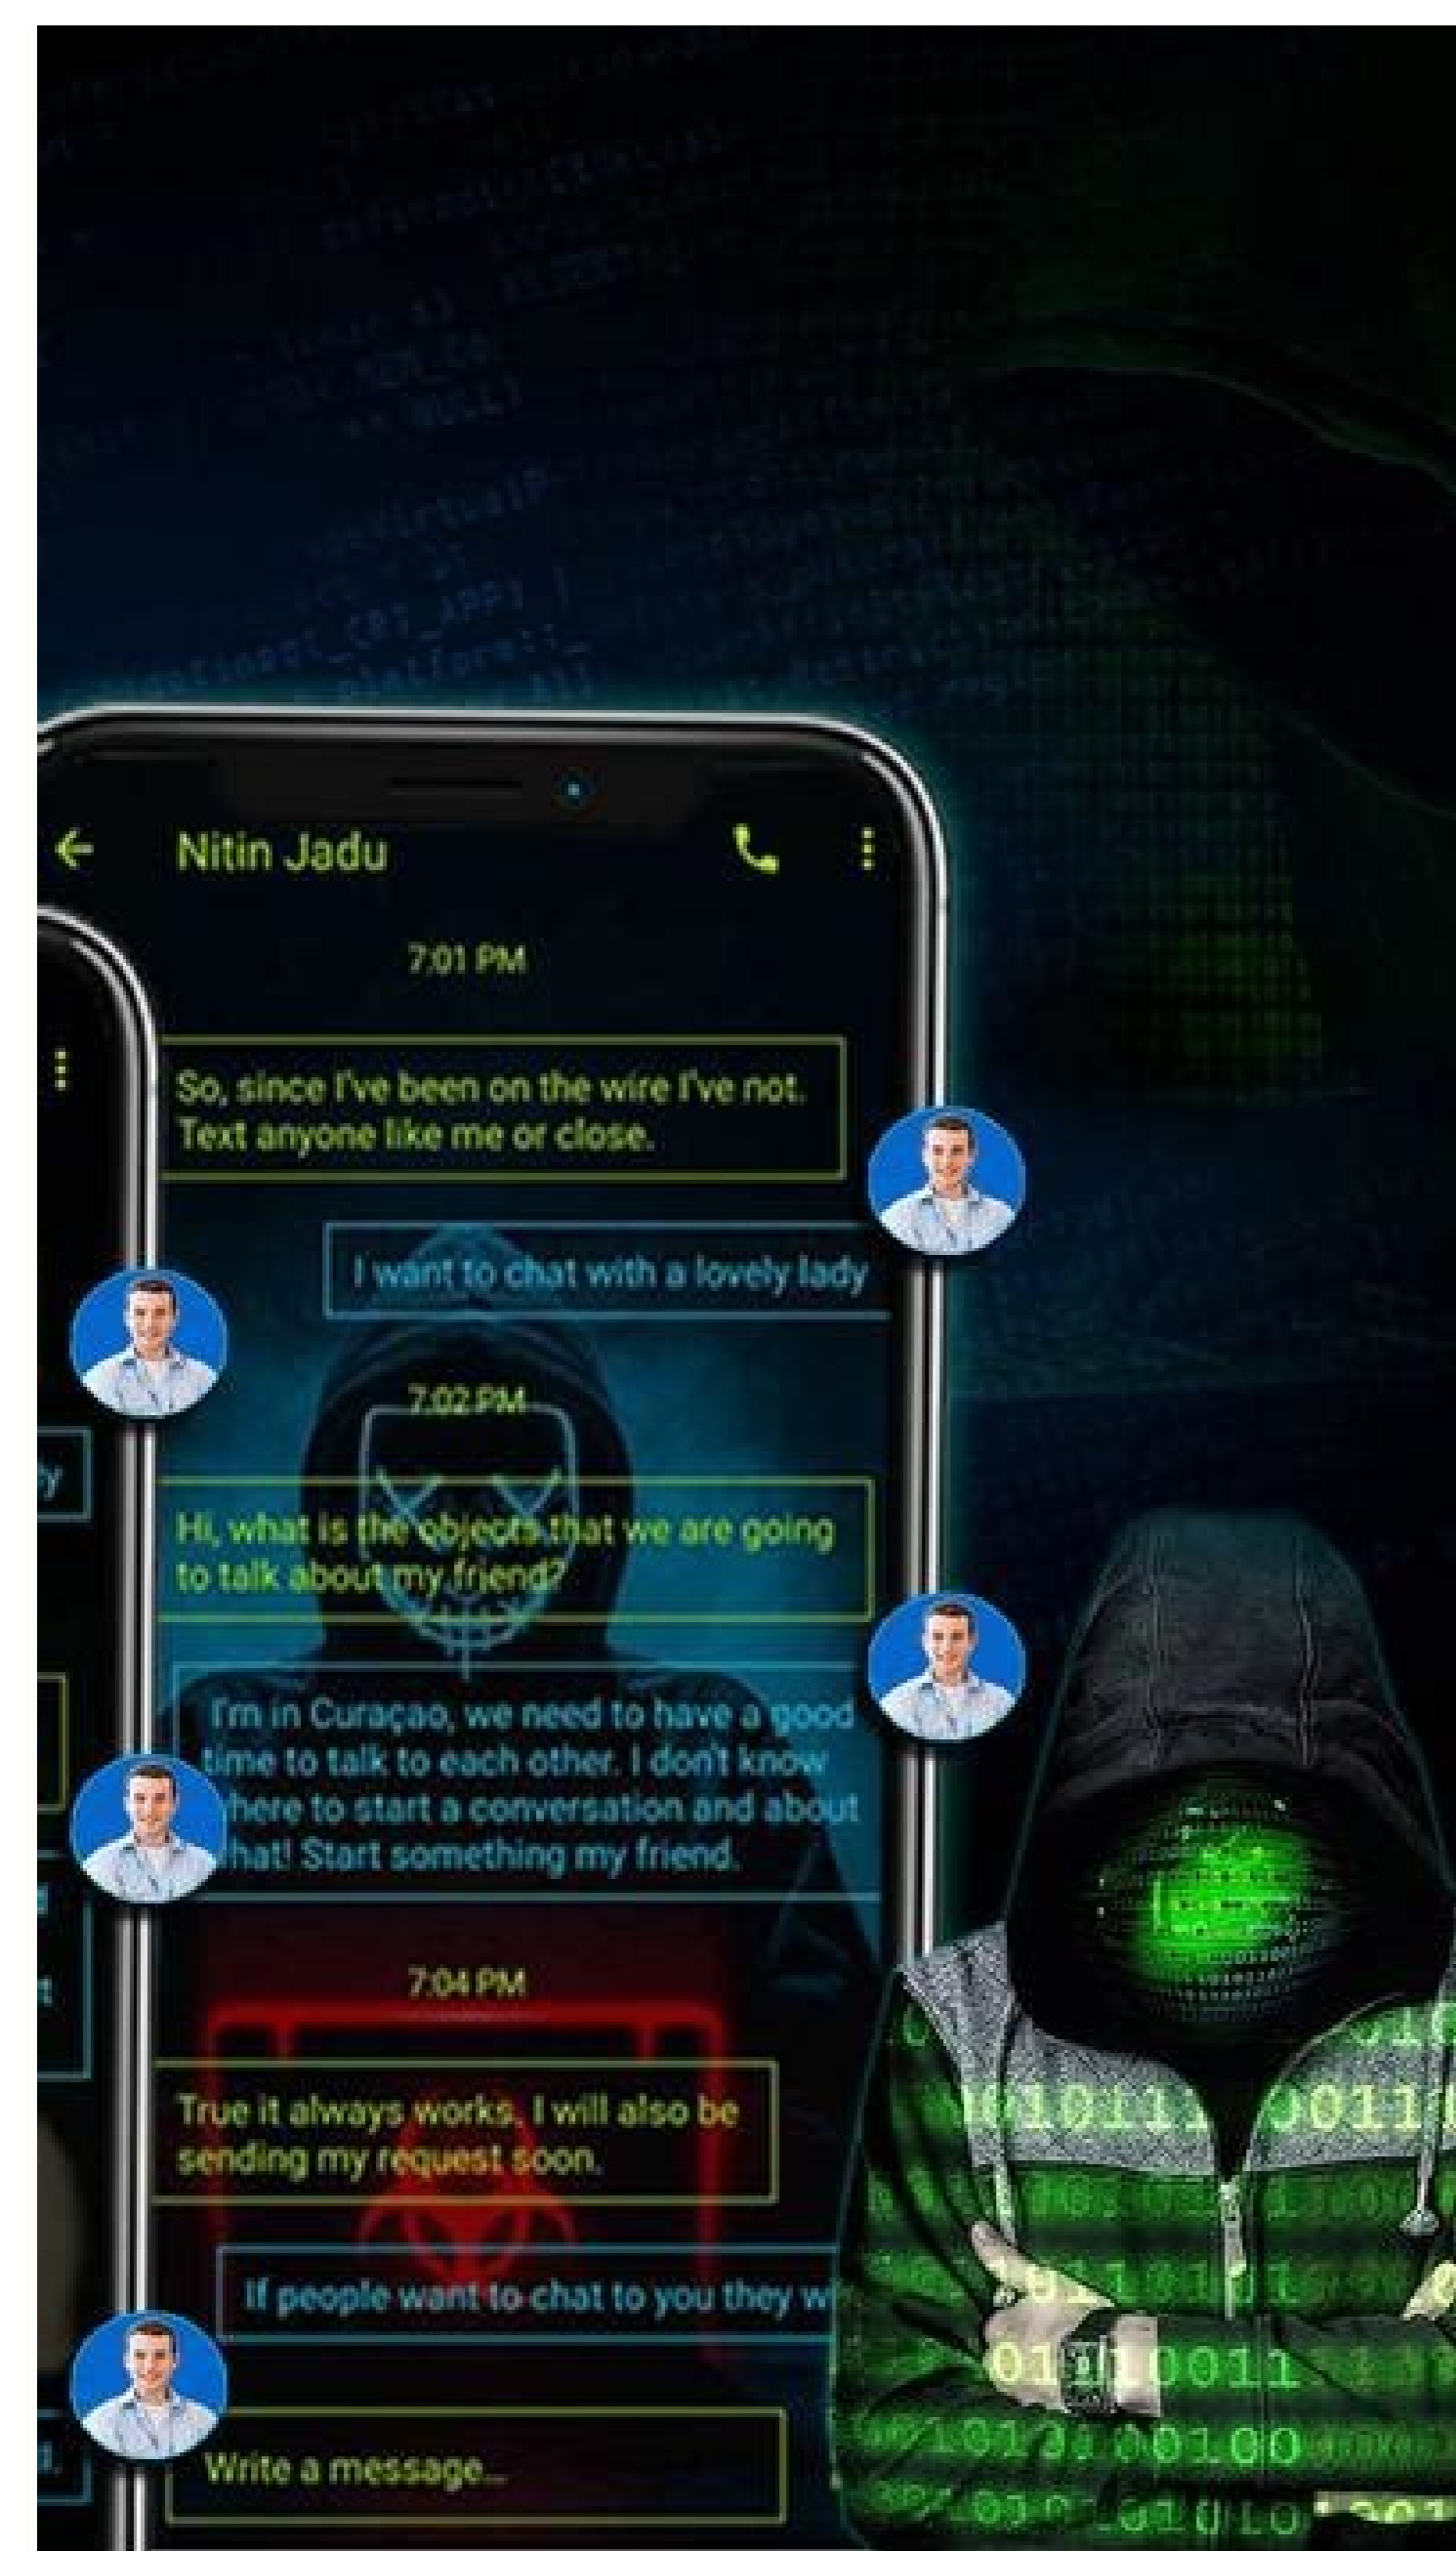 Nitin Jadu
7:01 PM
So, since I've been on the wire I've not.
Text anyone like me or close.
I want to chat with a lovely lady
7:02 PM
Hi, what is the objects that we are going
to talk about my friend?
I'm in Curaçao, we need to have a good
time to talk to each other. I don't know
here to start a conversation and about
hat! Start something my friend.
7:04 PM
True it always works. I will also be
sending my request soon.
If people want to chat to you they w
Write a message...